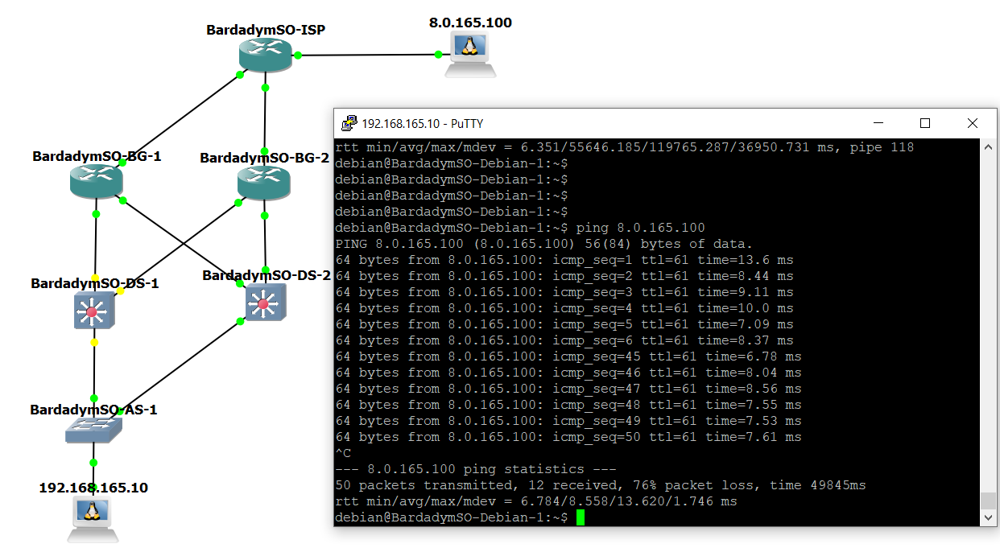 BardadymSO-ISP
8.0.165.100
BardadymSO-BG-1
BardadymSO-BG-2
BardadymSO-DS-1
BardadymSO-DS-2
BardadymSO-AS-1
192.168.165.10
192.168.165.10 - PuTTY
rtt min/avg/max/mdev = 6.351/55646.185/119765.287/36950.731 ms, pipe 118
debian@BardadymSO-Debian-1:~$
debian@BardadymSO-Debian-1:~$
debian@BardadymSO-Debian-1:~$
debian@BardadymSO-Debian-1:~$
debian@BardadymSO-Debian-1:~$ ping 8.0.165.100
PING 8.0.165.100 (8.0.165.100) 56(84) bytes of data.
64 bytes from 8.0.165.100: icmp_seq=1 ttl=61 time=13.6 ms
64 bytes from 8.0.165.100: icmp_seq=2 ttl=61 time=8.44 ms
64 bytes from 8.0.165.100: icmp_seq=3 ttl=61 time=9.11 ms
64 bytes from 8.0.165.100: icmp_seq=4 ttl=61 time=10.0 ms
64 bytes from 8.0.165.100: icmp_seq=5 ttl=61 time=7.09 ms
64 bytes from 8.0.165.100: icmp_seq=6 ttl=61 time=8.37 ms
64 bytes from 8.0.165.100: icmp_seq=45 ttl=61 time=6.78 ms
64 bytes from 8.0.165.100: icmp_seq=46 ttl=61 time=8.04 ms
64 bytes from 8.0.165.100: icmp_seq=47 ttl=61 time=8.56 ms
64 bytes from 8.0.165.100: icmp_seq=48 ttl=61 time=7.55 ms
64 bytes from 8.0.165.100: icmp_seq=49 ttl=61 time=7.53 ms
64 bytes from 8.0.165.100: icmp_seq=50 ttl=61 time=7.61 ms
^C
--- 8.0.165.100 ping statistics ---
50 packets transmitted, 12 received, 76% packet loss, time 49845ms
rtt min/avg/max/mdev = 6.784/8.558/13.620/1.746 ms
debian@BardadymSO-Debian-1:~$